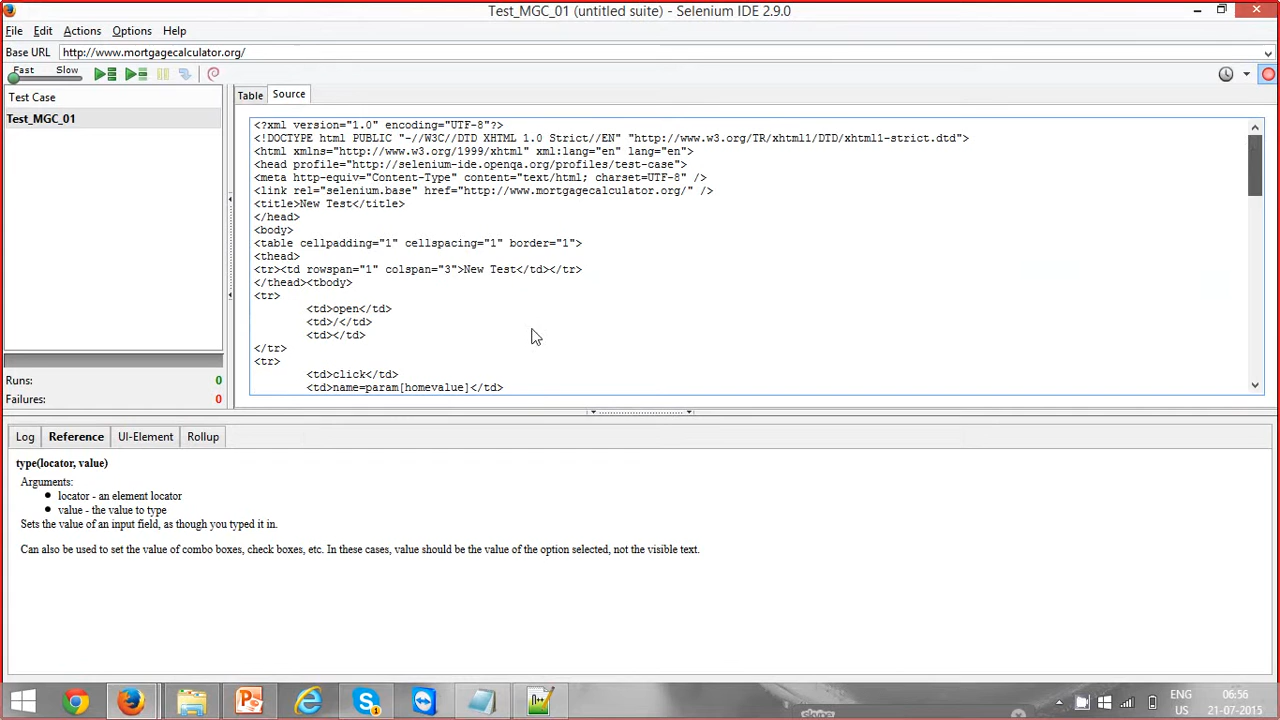 Test_MGC_01 (untitled suite) - Selenium IDE 2.9.0
File Edit Actions Options Help
Base URL http://www.mortgagecalculator.org/
Fast Slow
Test Case
Test_MGC_01
Runs: 0
Failures: 0
Table Source
<?xml version="1.0" encoding="UTF-8"?>
<!DOCTYPE html PUBLIC "-//W3C//DTD XHTML 1.0 Strict//EN" "http://www.w3.org/TR/xhtml1/DTD/xhtml1-strict.dtd">
<html xmlns="http://www.w3.org/1999/xhtml" xml:lang="en" lang="en">
<head profile="http://selenium-ide.openqa.org/profiles/test-case">
<meta http-equiv="Content-Type" content="text/html; charset=UTF-8" />
<link rel="selenium.base" href="http://www.mortgagecalculator.org/" />
<title>New Test</title>
</head>
<body>
<table cellpadding="1" cellspacing="1" border="1">
<thead>
<tr><td rowspan="1" colspan="3">New Test</td></tr>
</thead><tbody>
<tr>
<td>open</td>
<td>/</td>
<td></td>
</tr>
<tr>
<td>click</td>
<td>name=param[homevalue]</td>
Log Reference UI-Element Rollup
type(locator, value)
Arguments:
locator - an element locator
value - the value to type
Sets the value of an input field, as though you typed it in.
Can also be used to set the value of combo boxes, check boxes, etc. In these cases, value should be the value of the option selected, not the visible text.
ENG 06:56
US 21-07-2015